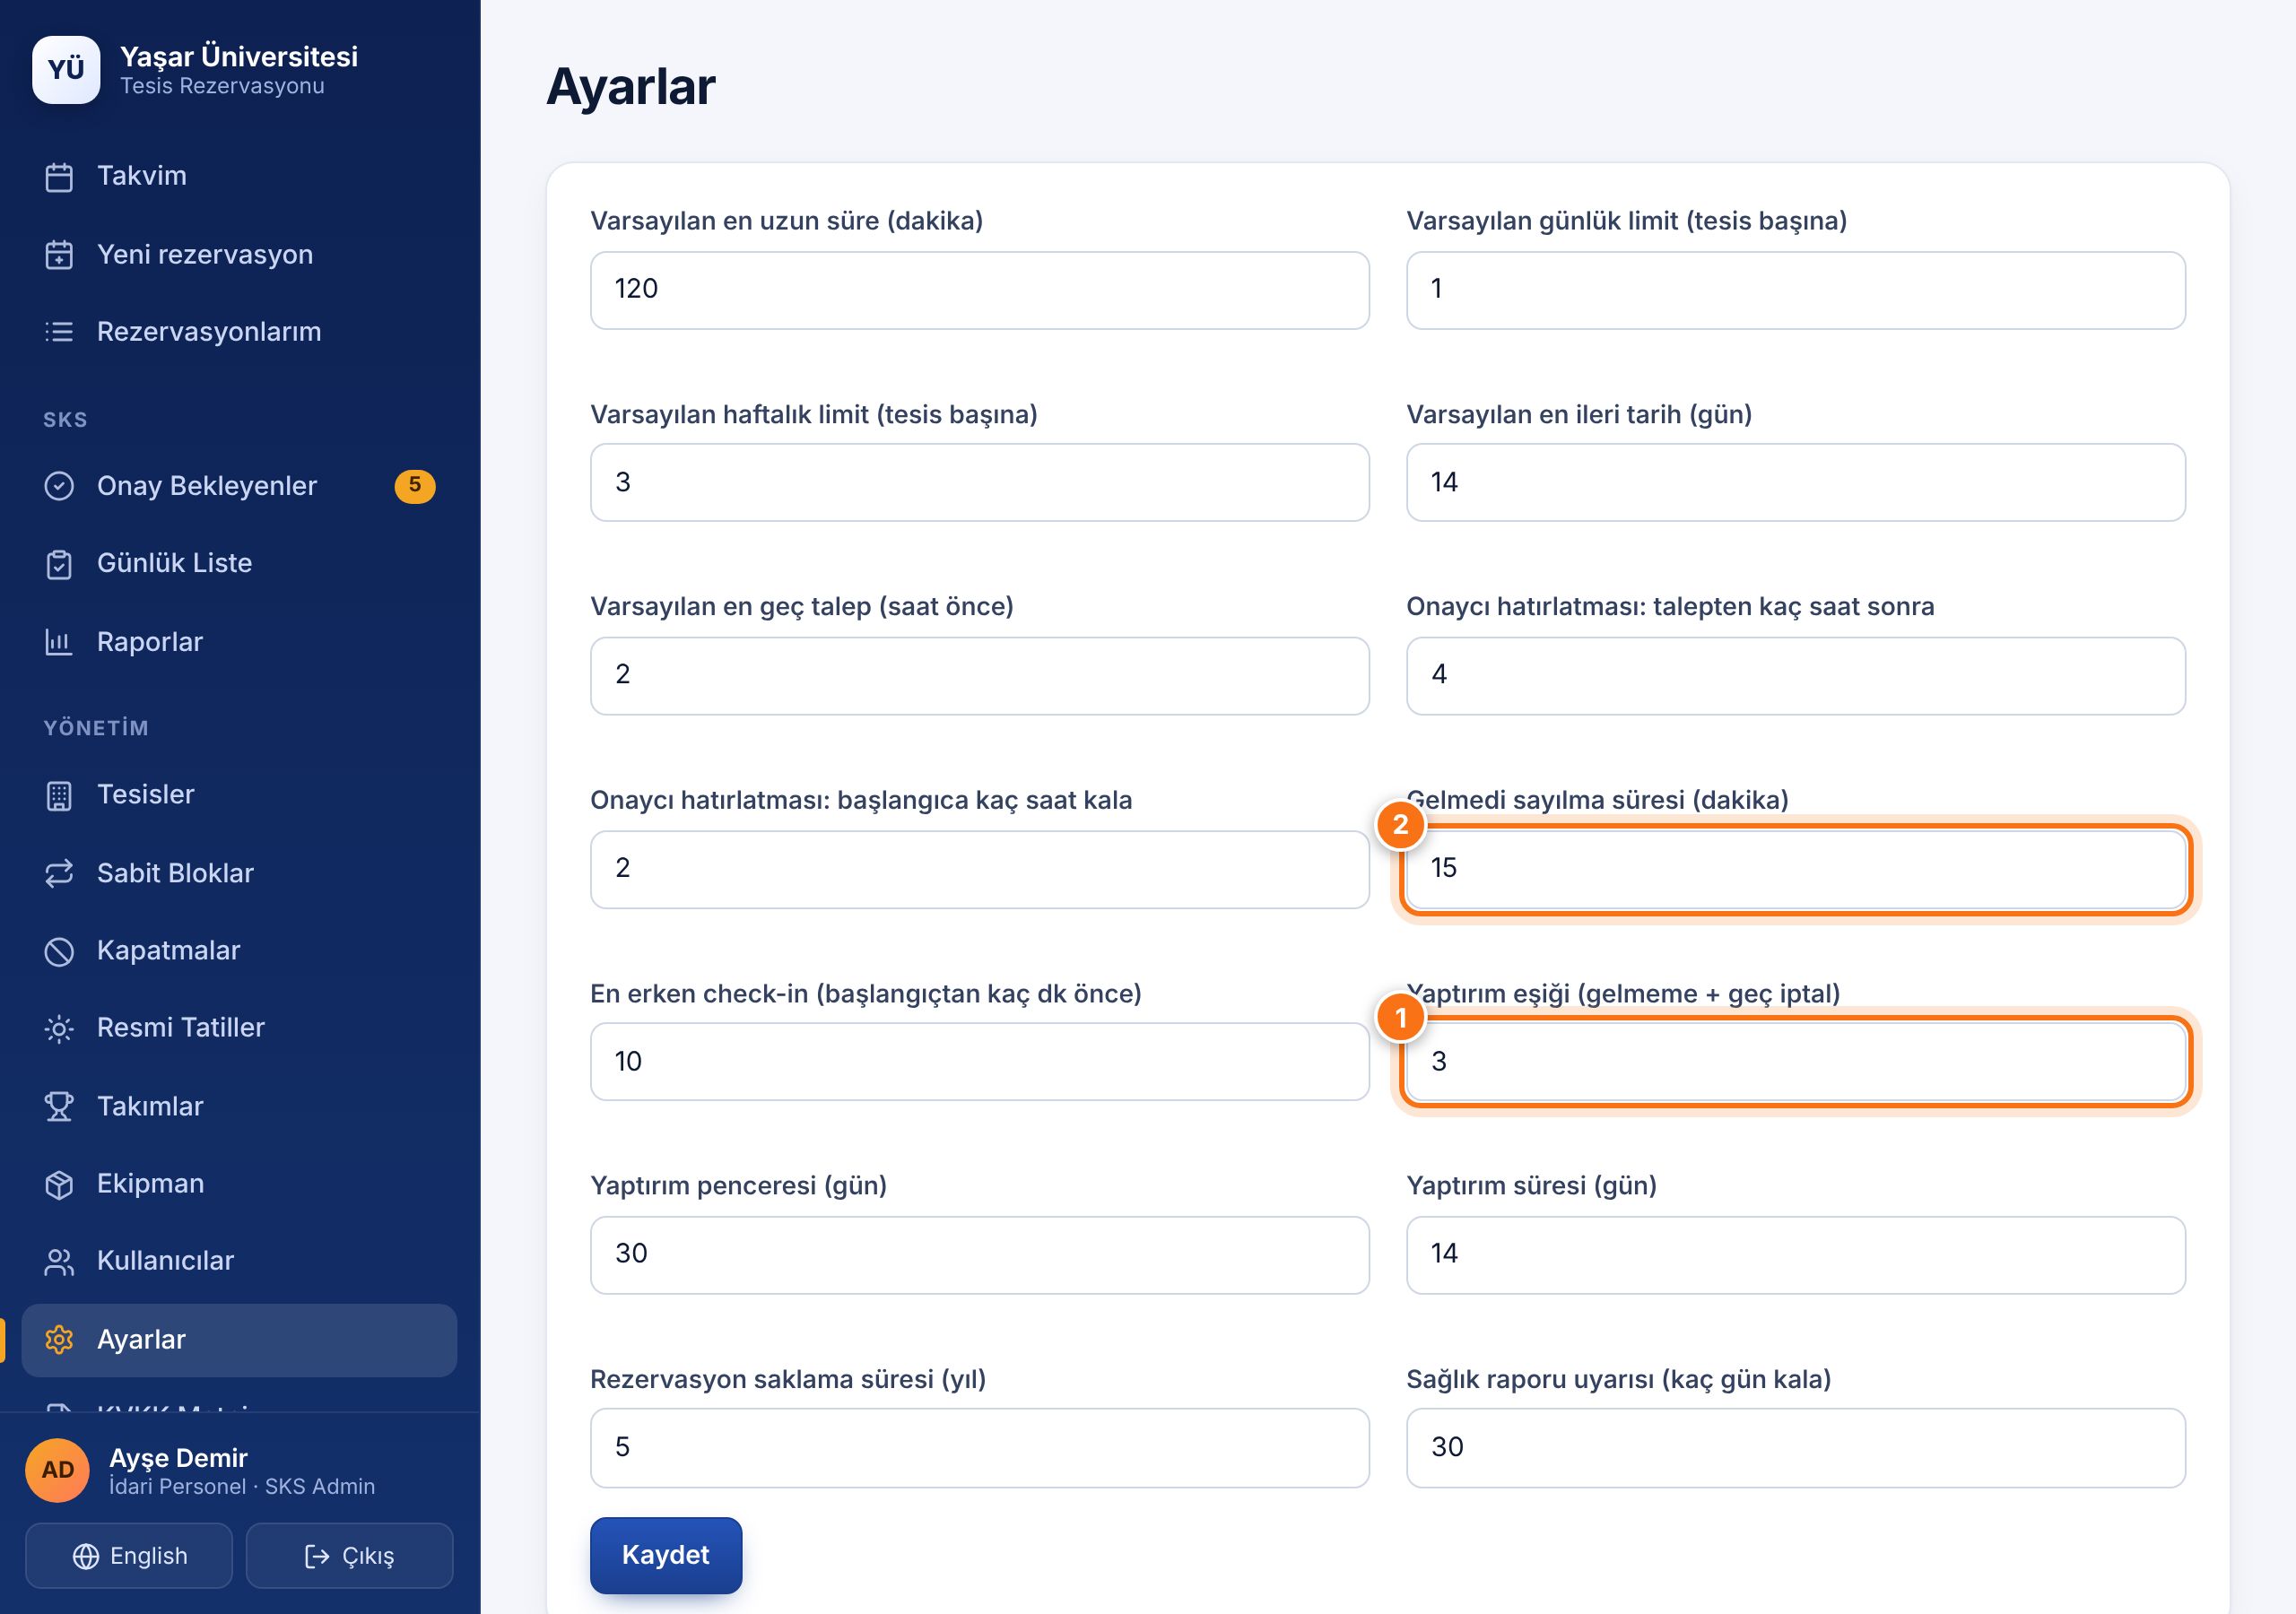 YÜ
Yaşar Üniversitesi
Tesis Rezervasyonu
Takvim
Yeni rezervasyon
Rezervasyonlarım
SKS
Onay Bekleyenler 5
Günlük Liste
Raporlar
YÖNETİM
Tesisler
Sabit Bloklar
Kapatmalar
Resmi Tatiller
Takımlar
Ekipman
Kullanıcılar
Ayarlar
AD
Ayşe Demir
İdari Personel · SKS Admin
English
Çıkış
Ayarlar
Varsayılan en uzun süre (dakika)
120
Varsayılan günlük limit (tesis başına)
1
Varsayılan haftalık limit (tesis başına)
3
Varsayılan en ileri tarih (gün)
14
Varsayılan en geç talep (saat önce)
2
Onaycı hatırlatması: talepten kaç saat sonra
4
Onaycı hatırlatması: başlangıca kaç saat kala
2
Gelmedi sayılma süresi (dakika)
2
15
En erken check-in (başlangıçtan kaç dk önce)
10
Yaptırım eşiği (gelmeme + geç iptal)
1
3
Yaptırım penceresi (gün)
30
Yaptırım süresi (gün)
14
Rezervasyon saklama süresi (yıl)
5
Sağlık raporu uyarısı (kaç gün kala)
30
Kaydet